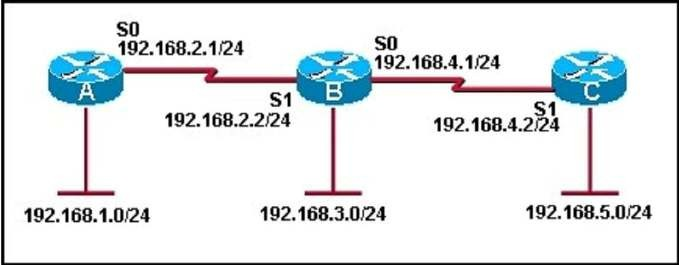 S0
192.168.2.1/24
S0
192.168.4.1/24
A
B
C
S1
192.168.2.2/24
S1
192.168.4.2/24
192.168.1.0/24
192.168.3.0/24
192.168.5.0/24